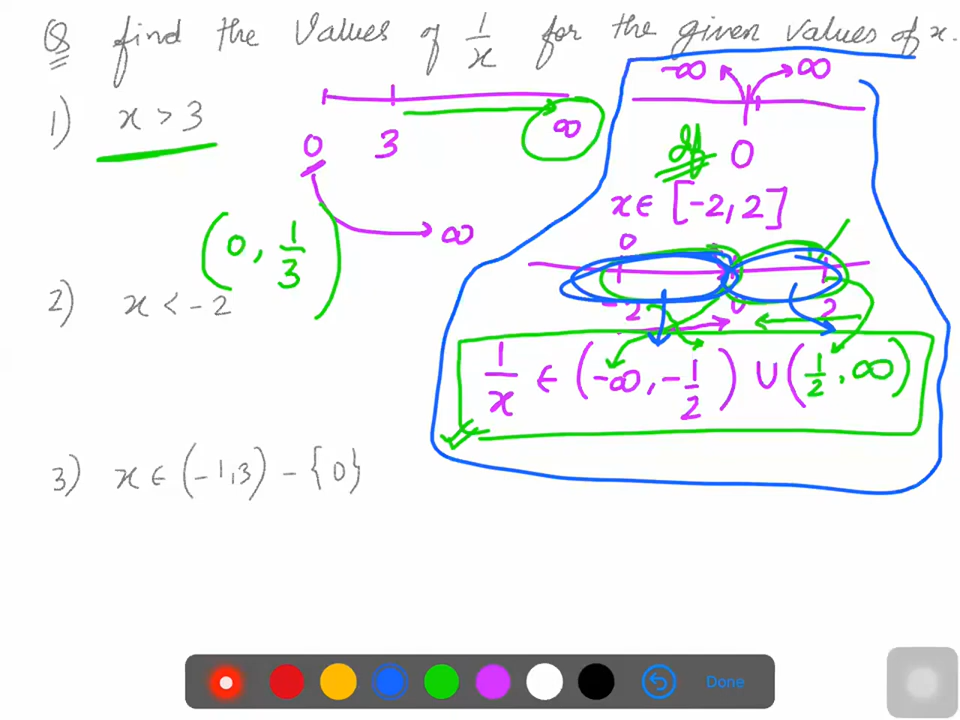 Q find the Values of 1/x for the given values of x.
1) x > 3
0 3 ∞
∞
(0, 1/3)
-∞ ∞
0
x ∈ [-2, 2]
0
-2 0 2
1/x ∈ (-∞, -1/2) ∪ (1/2, ∞)
2) x < -2
3) x ∈ (-1,3) - {0}
Done